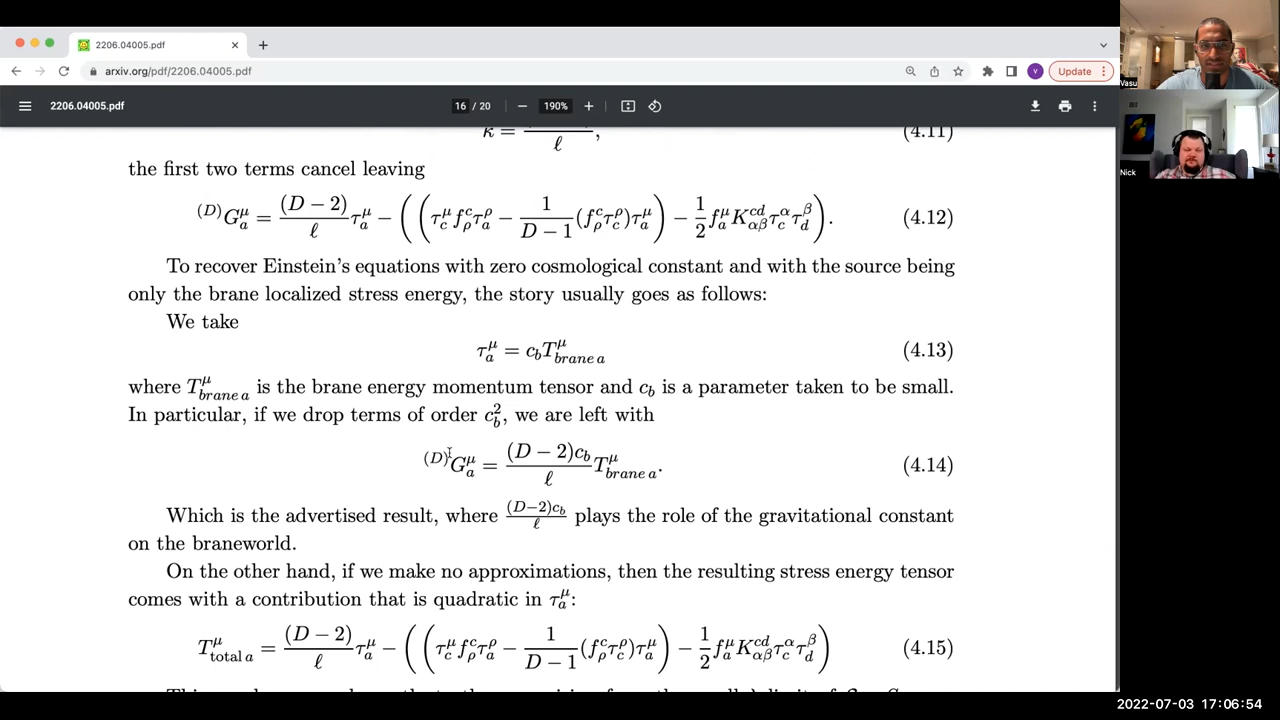 2206.04005.pdf
arxiv.org/pdf/2206.04005.pdf
V
Update
2206.04005.pdf
16 / 20
190%
Vasu
Nick
κ = ℓ , (4.11)
the first two terms cancel leaving
^{(D)}G^μ_a = \frac{(D − 2)}{ℓ} τ^μ_a − ( ( τ^μ_c f^c_ρ τ^ρ_a − \frac{1}{D − 1} (f^c_ρ τ^ρ_c) τ^μ_a ) − \frac{1}{2} f^μ_a K^{cd}_{αβ} τ^α_c τ^β_d ) . (4.12)
To recover Einstein's equations with zero cosmological constant and with the source being
only the brane localized stress energy, the story usually goes as follows:
We take
τ^μ_a = c_b T^μ_{brane a} (4.13)
where T^μ_{brane a} is the brane energy momentum tensor and c_b is a parameter taken to be small.
In particular, if we drop terms of order c_b^2, we are left with
^{(D)}G^μ_a = \frac{(D − 2)c_b}{ℓ} T^μ_{brane a}. (4.14)
Which is the advertised result, where \frac{(D−2)c_b}{ℓ} plays the role of the gravitational constant
on the braneworld.
On the other hand, if we make no approximations, then the resulting stress energy tensor
comes with a contribution that is quadratic in τ^μ_a:
T^μ_{total a} = \frac{(D − 2)}{ℓ} τ^μ_a − ( ( τ^μ_c f^c_ρ τ^ρ_a − \frac{1}{D − 1} (f^c_ρ τ^ρ_c) τ^μ_a ) − \frac{1}{2} f^μ_a K^{cd}_{αβ} τ^α_c τ^β_d ) (4.15)
2022-07-03 17:06:54